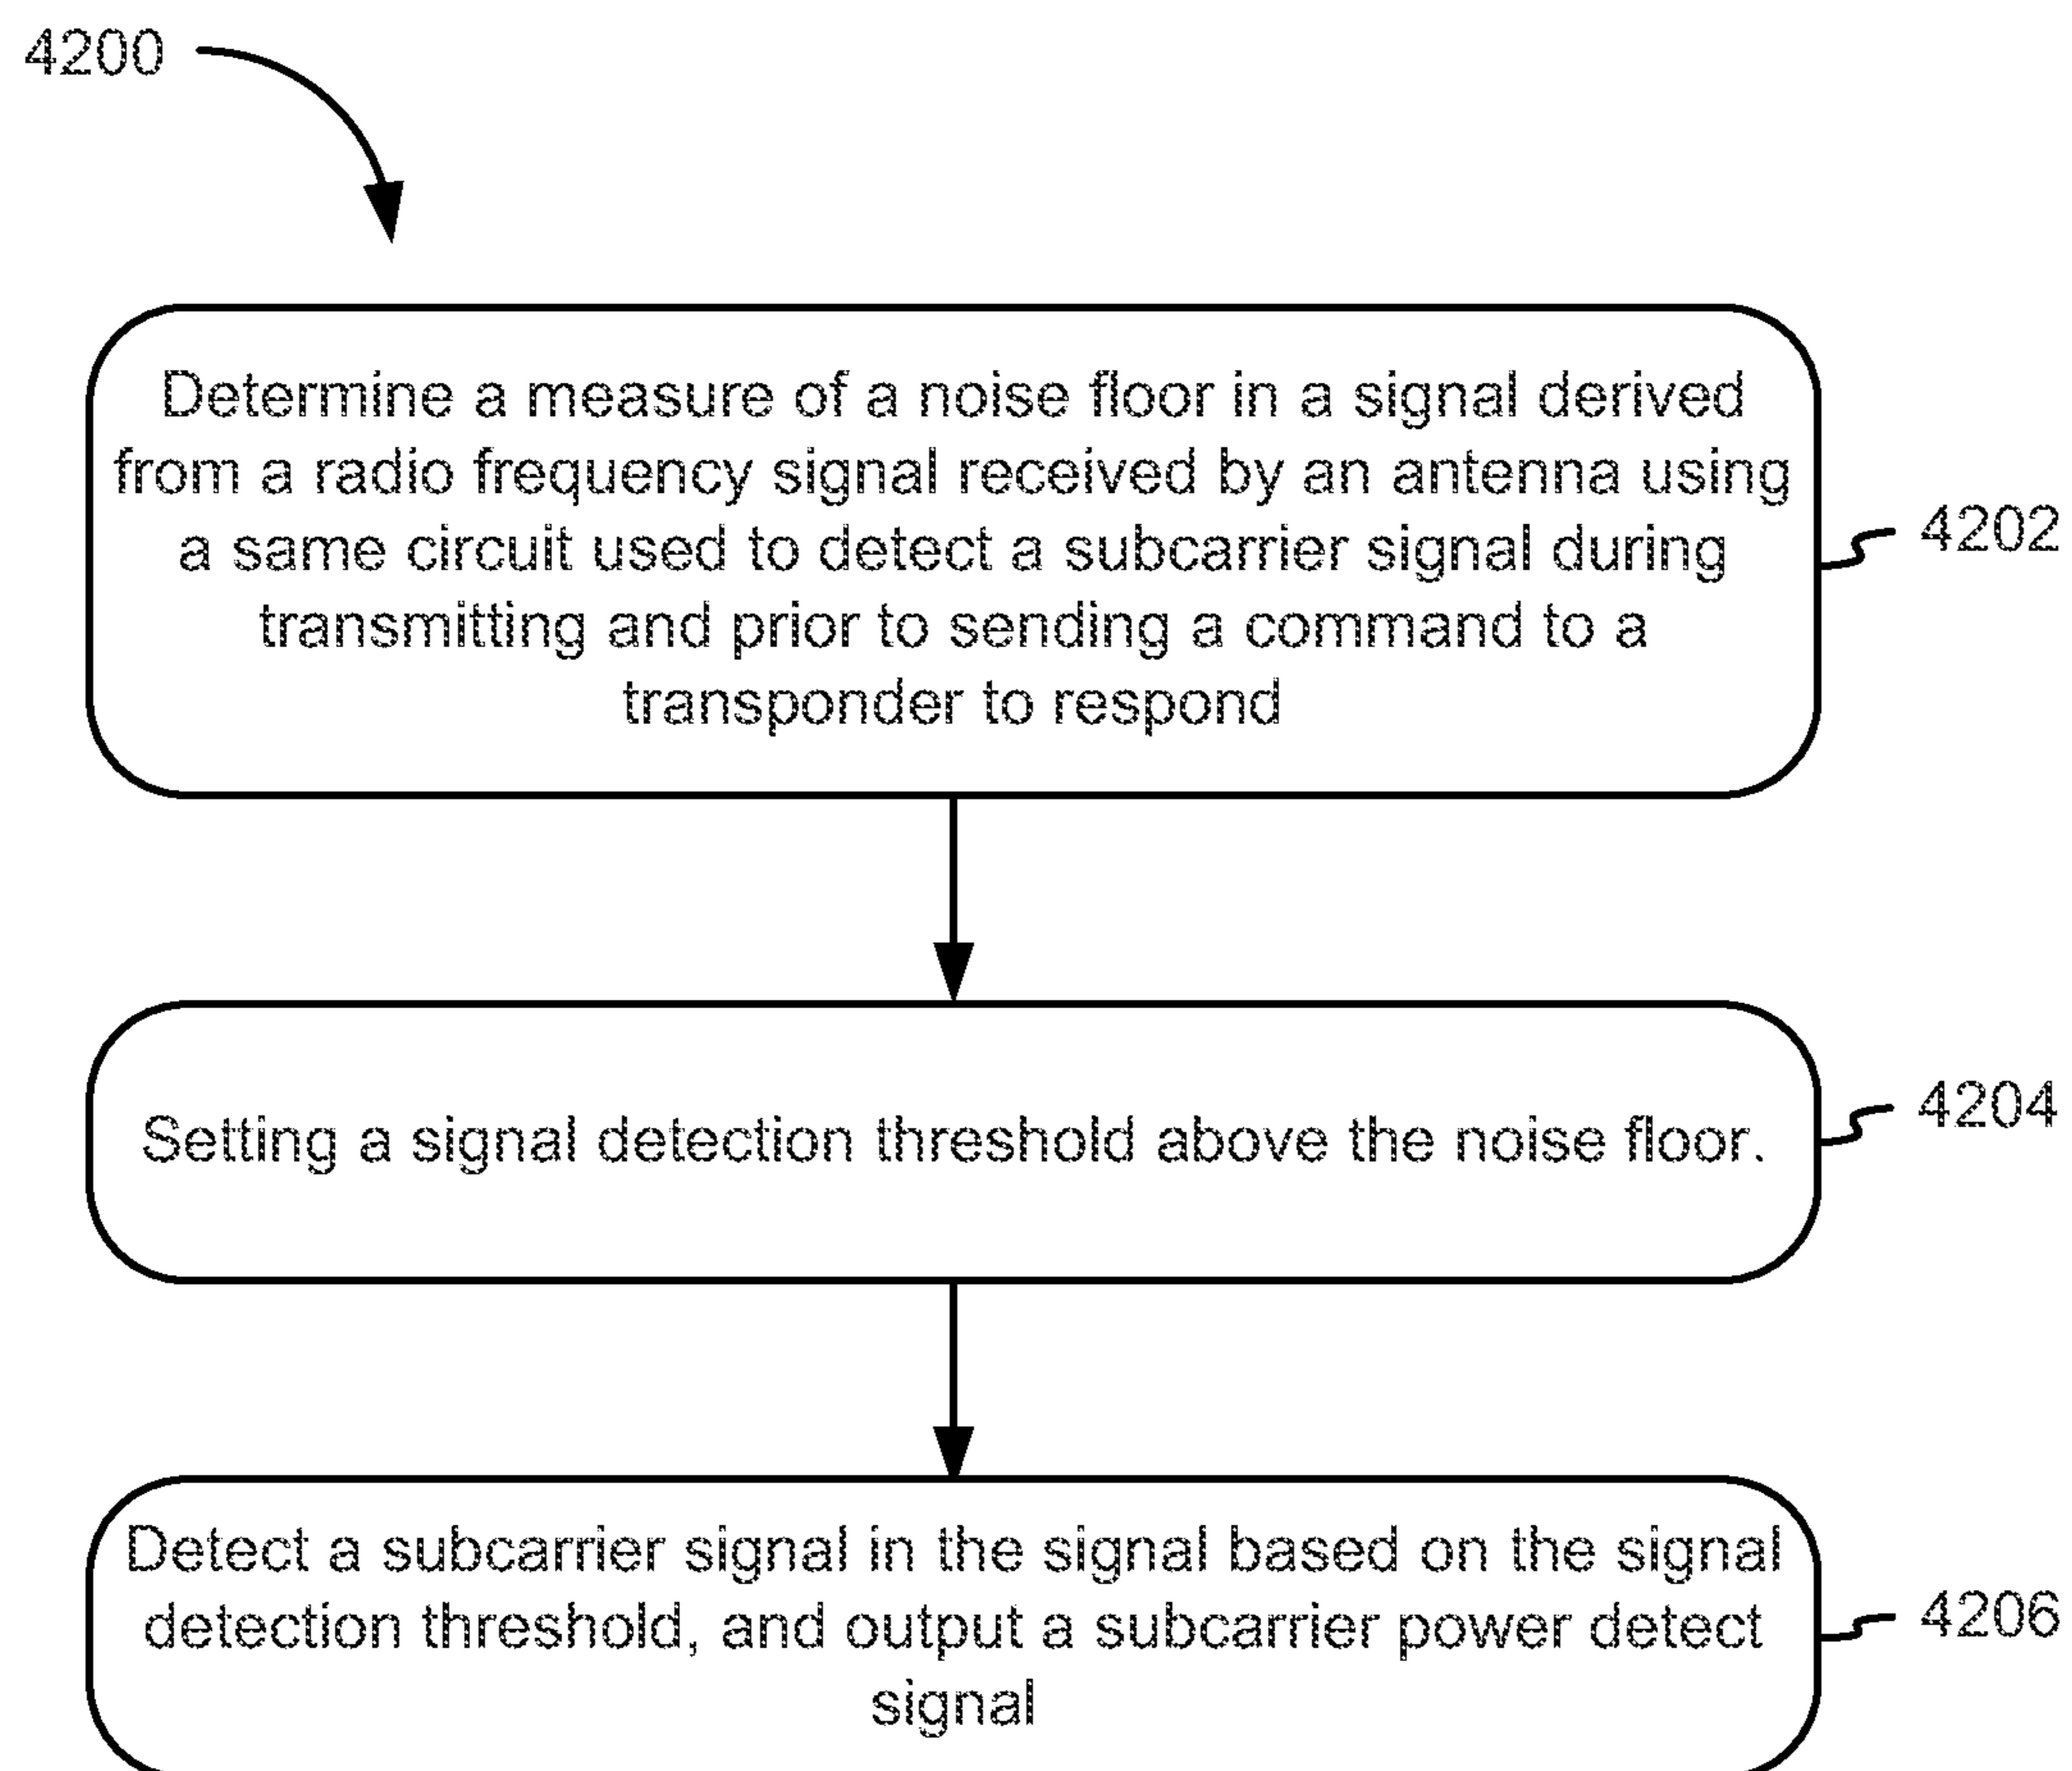 4200
Determine a measure of a noise floor in a signal derived
from a radio frequency signal received by an antenna using
a same circuit used to detect a subcarrier signal during
transmitting and prior to sending a command to a
transponder to respond
4202
Setting a signal detection threshold above the noise floor.
4204
Detect a subcarrier signal in the signal based on the signal
detection threshold, and output a subcarrier power detect
signal
4206